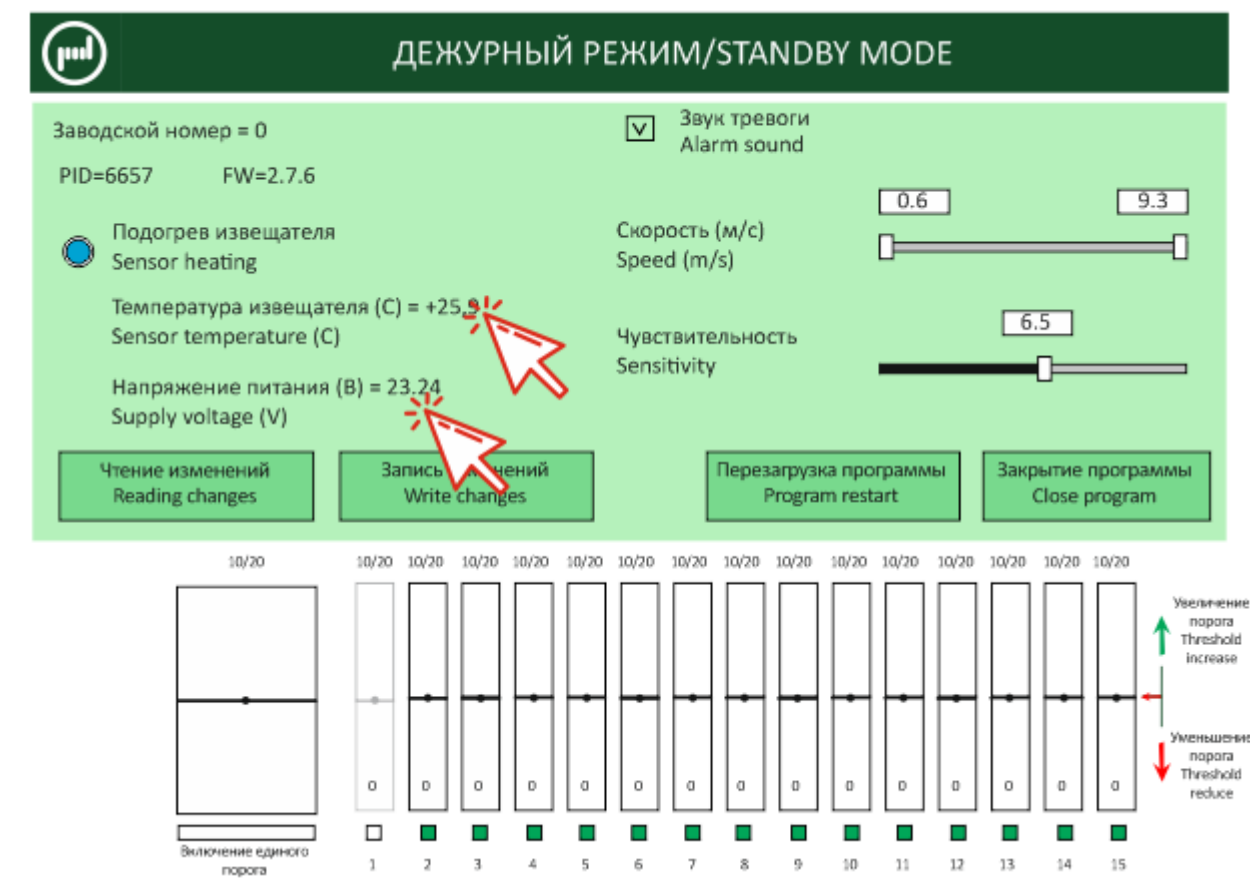 ДЕЖУРНЫЙ РЕЖИМ/STANDBY MODE
Заводской номер = 0
PID=6657 FW=2.7.6
Подогрев извещателя
Sensor heating
Температура извещателя (С) = +25,9
Sensor temperature (C)
Напряжение питания (В) = 23.24
Supply voltage (V)
V Звук тревоги
Alarm sound
0.6 9.3
Скорость (м/с)
Speed (m/s)
6.5
Чувствительность
Sensitivity
Чтение изменений
Reading changes
Запись изменений
Write changes
Перезагрузка программы
Program restart
Закрытие программы
Close program
10/20 10/20 10/20 10/20 10/20 10/20 10/20 10/20 10/20 10/20 10/20 10/20 10/20 10/20 10/20 10/20
Увеличение
порога
Threshold
increase
Уменьшение
порога
Threshold
reduce
0 0 0 0 0 0 0 0 0 0 0 0 0 0 0
Включение единого
порога
1 2 3 4 5 6 7 8 9 10 11 12 13 14 15